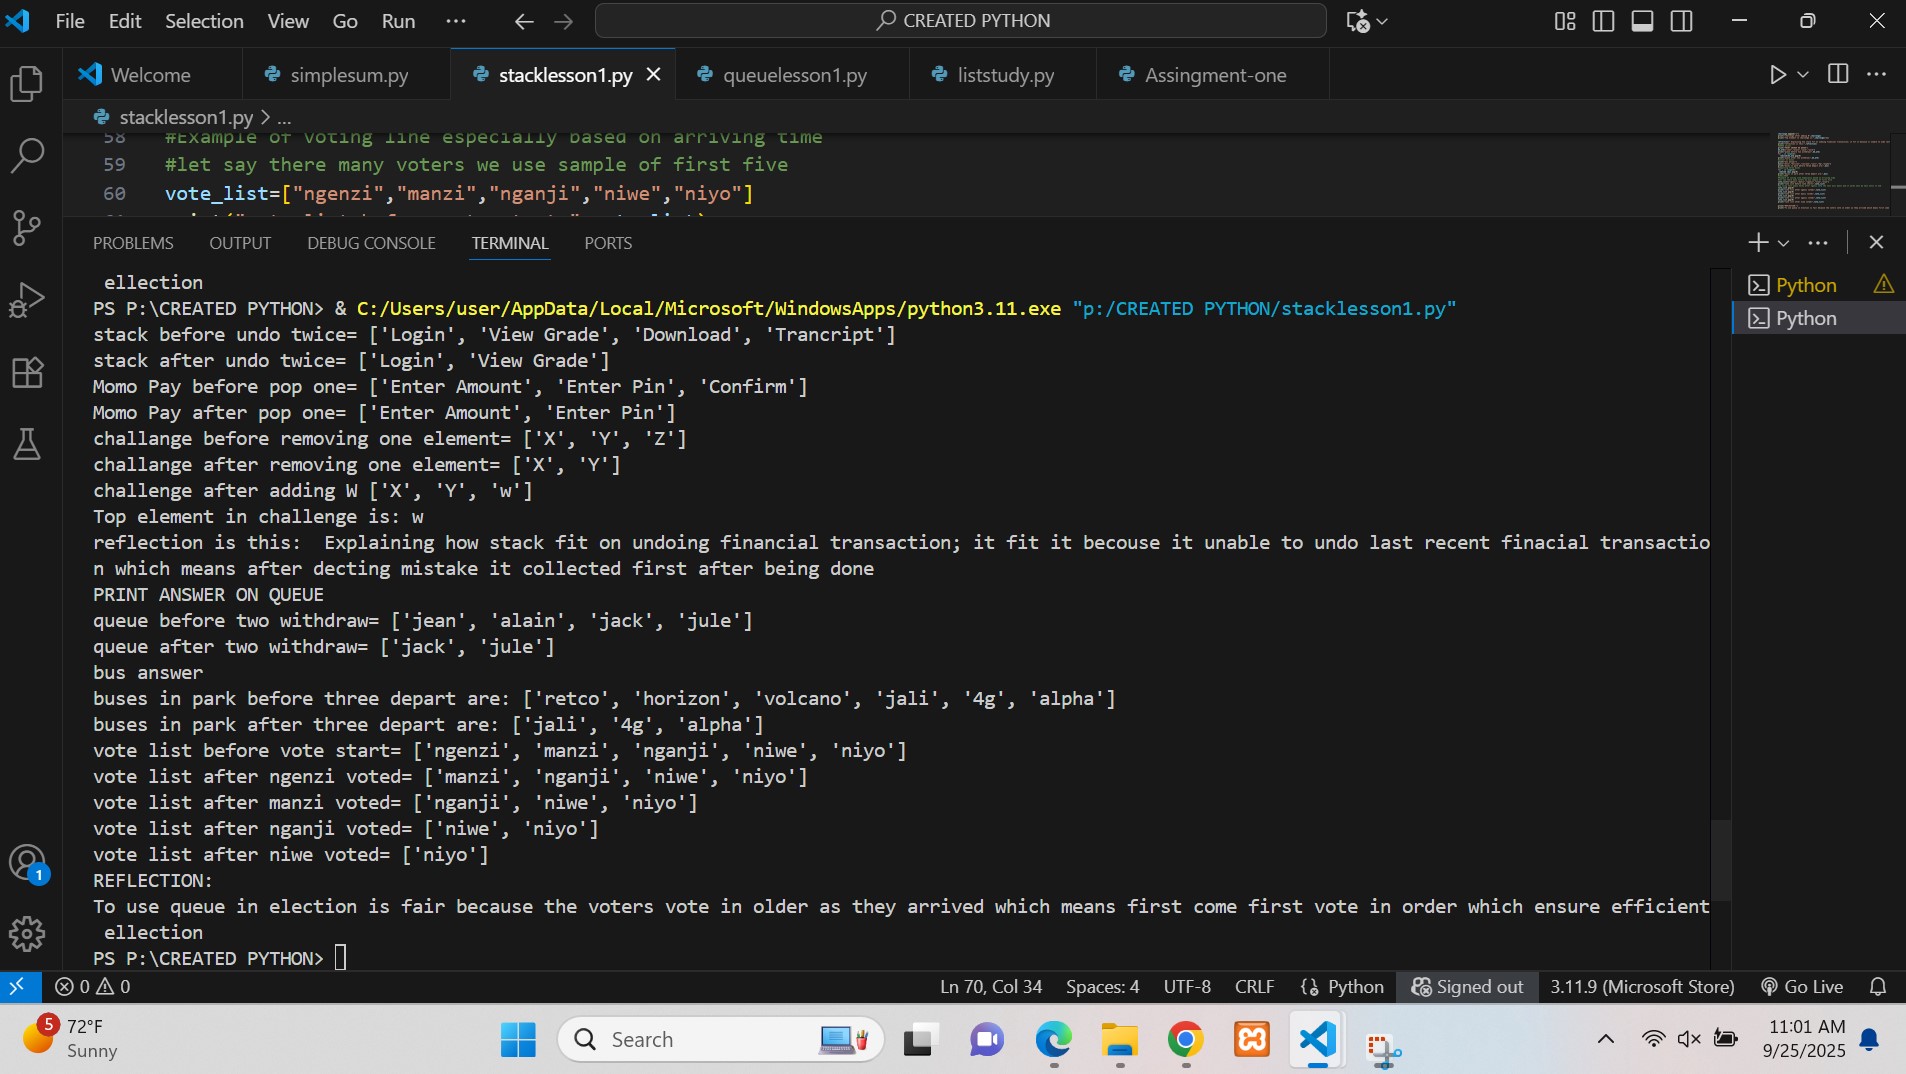 File Edit Selection View Go Run ··· CREATED PYTHON
Welcome simplesum.py stacklesson1.py queuelesson1.py liststudy.py Assingment-one
stacklesson1.py > ...
58 #Example of voting line especially based on arriving time
59 #let say there many voters we use sample of first five
60 vote_list=["ngenzi","manzi","nganji","niwe","niyo"]
PROBLEMS OUTPUT DEBUG CONSOLE TERMINAL PORTS
ellection
PS P:\CREATED PYTHON> & C:/Users/user/AppData/Local/Microsoft/WindowsApps/python3.11.exe "p:/CREATED PYTHON/stacklesson1.py"
stack before undo twice= ['Login', 'View Grade', 'Download', 'Trancript']
stack after undo twice= ['Login', 'View Grade']
Momo Pay before pop one= ['Enter Amount', 'Enter Pin', 'Confirm']
Momo Pay after pop one= ['Enter Amount', 'Enter Pin']
challange before removing one element= ['X', 'Y', 'Z']
challange after removing one element= ['X', 'Y']
challenge after adding W ['X', 'Y', 'w']
Top element in challenge is: w
reflection is this:  Explaining how stack fit on undoing financial transaction; it fit it becouse it unable to undo last recent finacial transactio
n which means after decting mistake it collected first after being done
PRINT ANSWER ON QUEUE
queue before two withdraw= ['jean', 'alain', 'jack', 'jule']
queue after two withdraw= ['jack', 'jule']
bus answer
buses in park before three depart are: ['retco', 'horizon', 'volcano', 'jali', '4g', 'alpha']
buses in park after three depart are: ['jali', '4g', 'alpha']
vote list before vote start= ['ngenzi', 'manzi', 'nganji', 'niwe', 'niyo']
vote list after ngenzi voted= ['manzi', 'nganji', 'niwe', 'niyo']
vote list after manzi voted= ['nganji', 'niwe', 'niyo']
vote list after nganji voted= ['niwe', 'niyo']
vote list after niwe voted= ['niyo']
REFLECTION:
To use queue in election is fair because the voters vote in older as they arrived which means first come first vote in order which ensure efficient
ellection
PS P:\CREATED PYTHON>
Python
Python
1
0 0 Ln 70, Col 34 Spaces: 4 UTF-8 CRLF {} Python Signed out 3.11.9 (Microsoft Store) Go Live
5 72°F
Sunny
Search
11:01 AM
9/25/2025